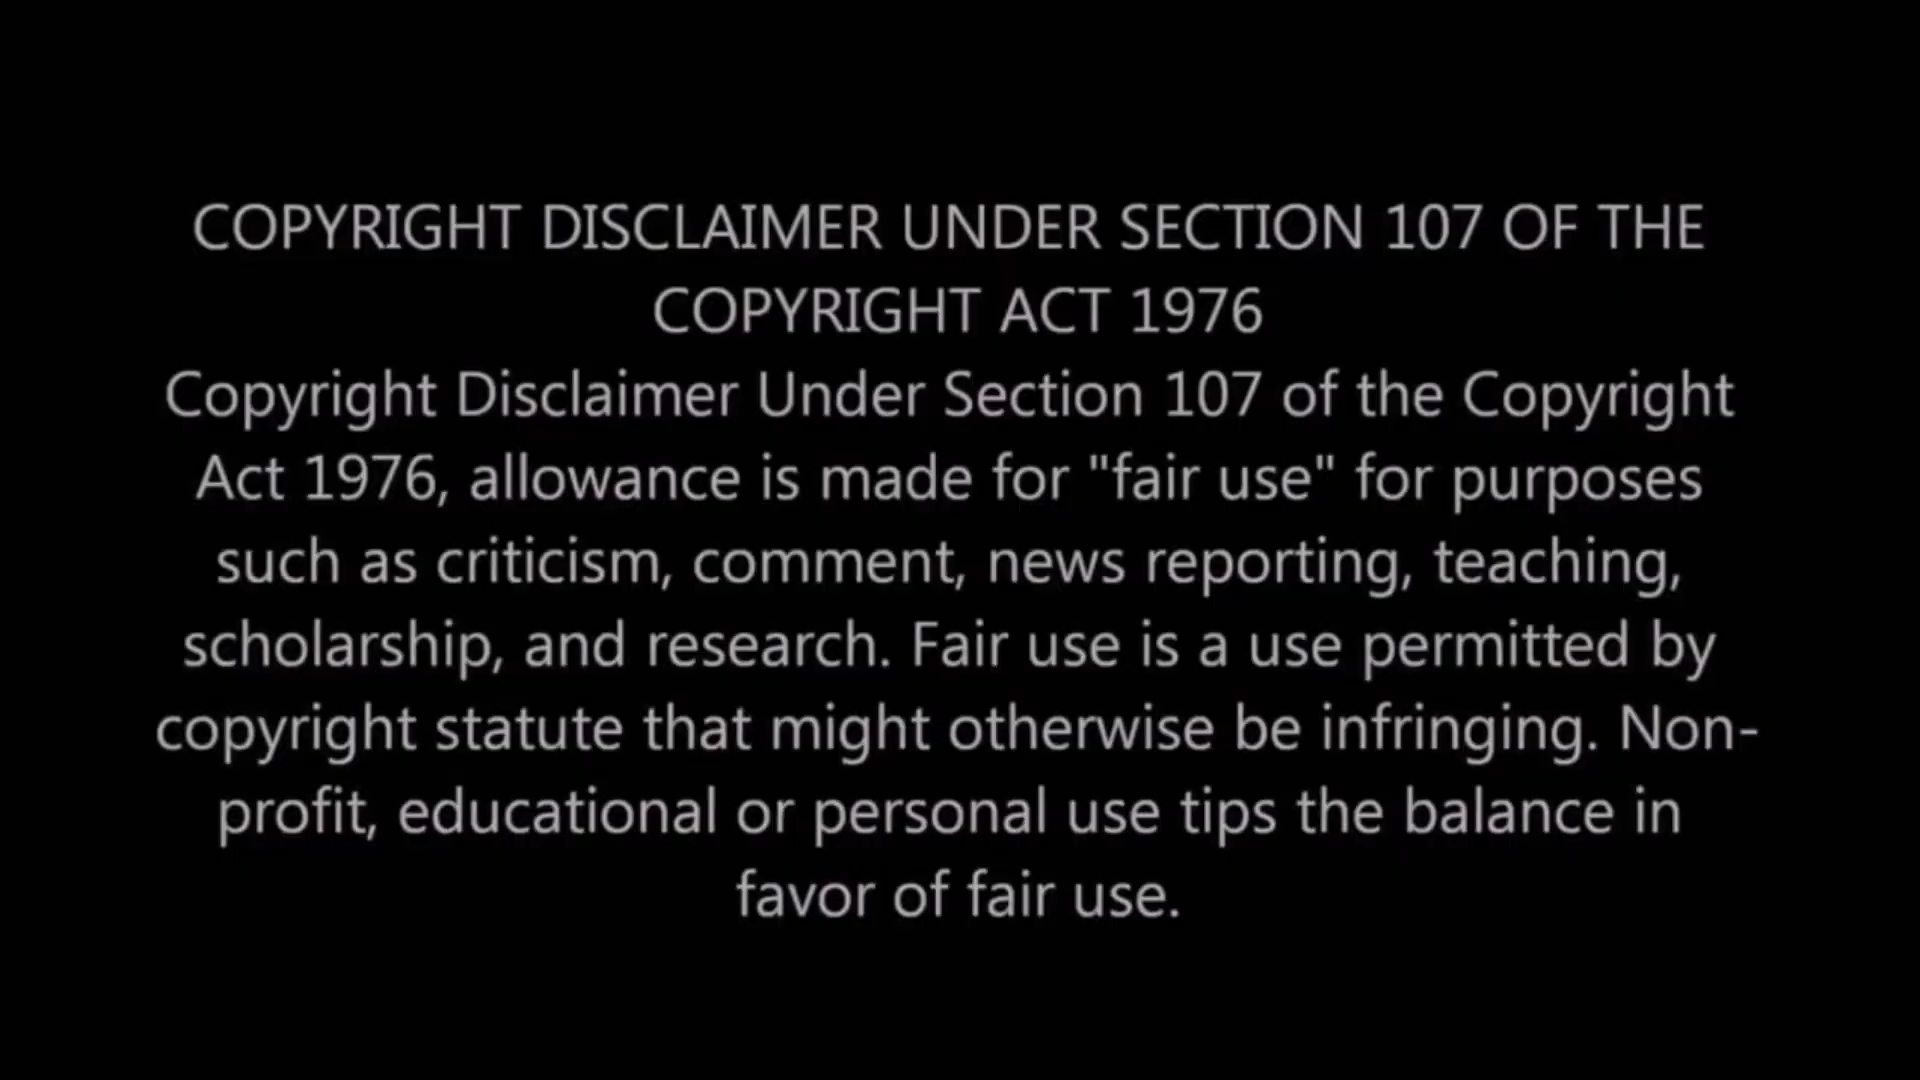 COPYRIGHT DISCLAIMER UNDER SECTION 107 OF THE
COPYRIGHT ACT 1976
Copyright Disclaimer Under Section 107 of the Copyright
Act 1976, allowance is made for "fair use" for purposes
such as criticism, comment, news reporting, teaching,
scholarship, and research. Fair use is a use permitted by
copyright statute that might otherwise be infringing. Non-
profit, educational or personal use tips the balance in
favor of fair use.